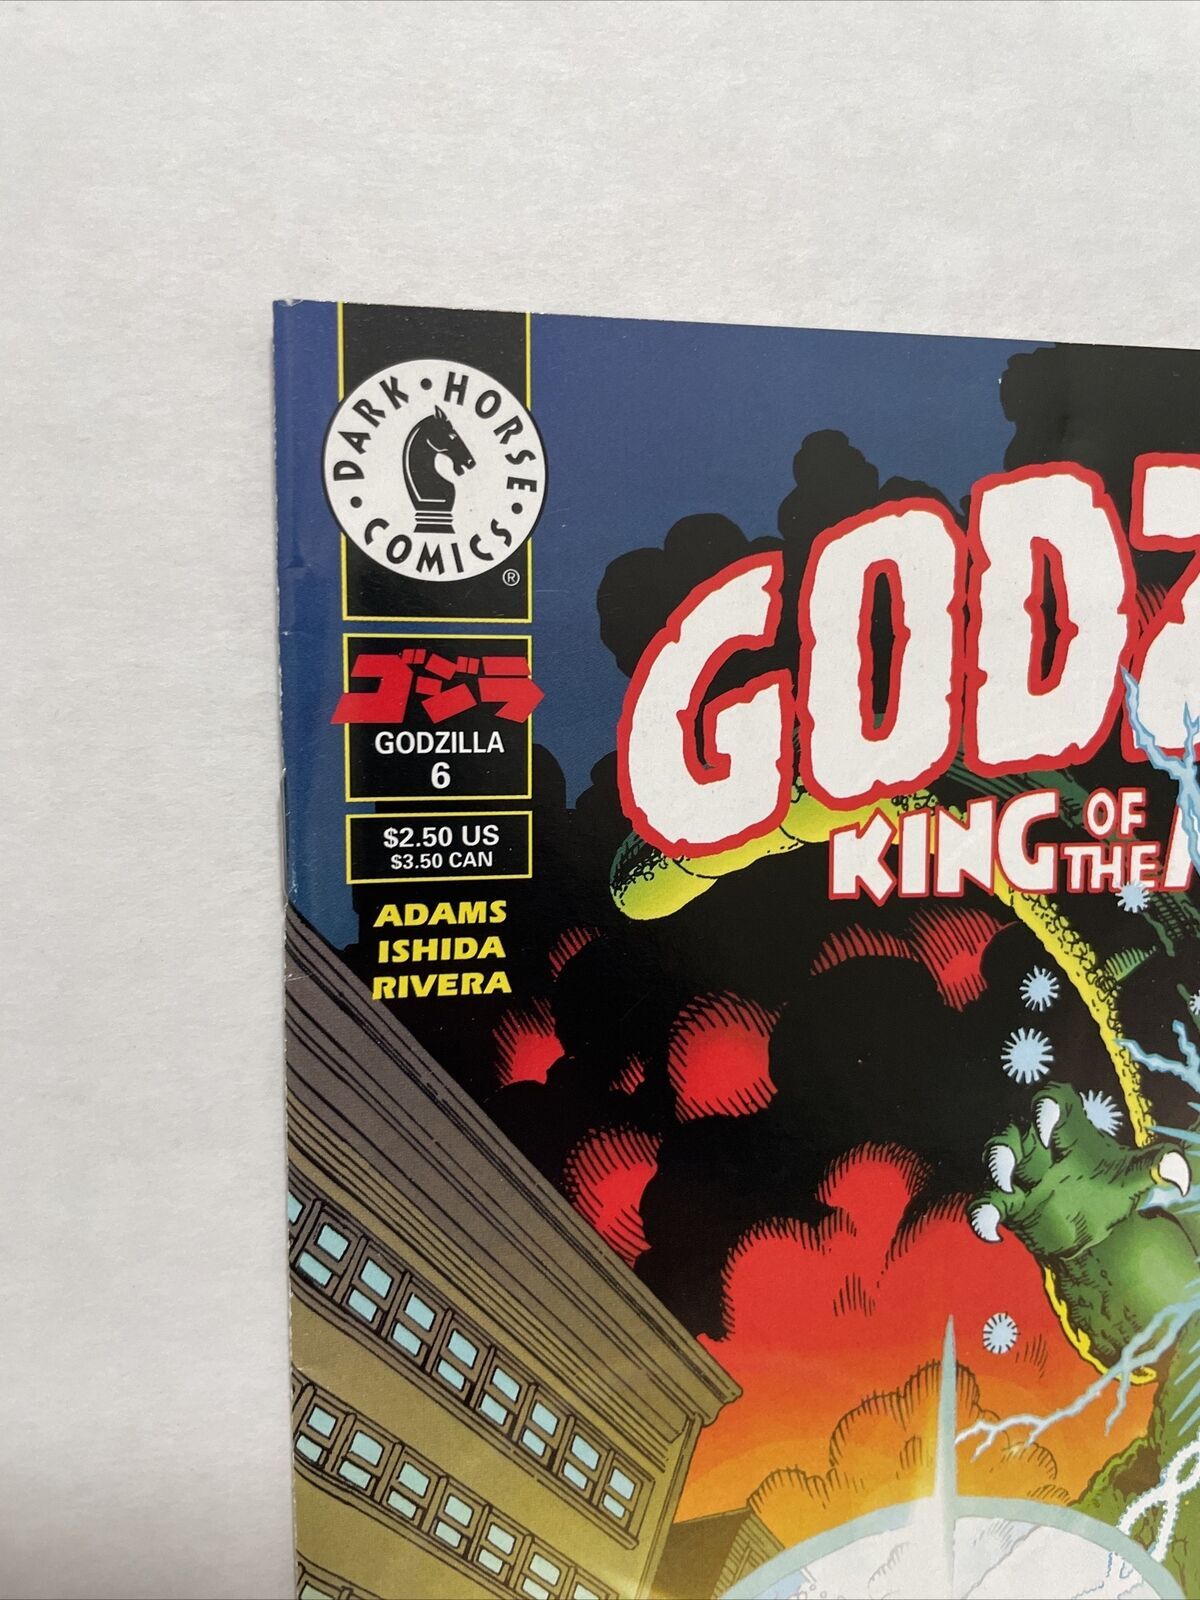 DARK • HORSE
• COMICS •
®
ゴジラ
GODZILLA
6
$2.50 US
$3.50 CAN
ADAMS
ISHIDA
RIVERA
GODZ
KING OF THE